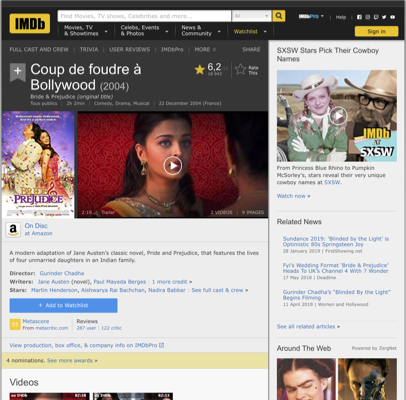 IMDb
Find Movies, TV shows, Celebrities and more...
All
IMDbPro
Help
Movies, TV
& Showtimes
Celebs, Events
& Photos
News &
Community
Watchlist
Sign in
FULL CAST AND CREW | TRIVIA | USER REVIEWS | IMDbPro | MORE
SHARE
Coup de foudre à
Bollywood (2004)
Bride & Prejudice (original title)
Tous publics | 2h 2min | Comedy, Drama, Musical | 22 December 2004 (France)
6,2
Rate
This
BRIDE &
PREJUDICE
2:18 Trailer
2 VIDEOS | 9 IMAGES
On Disc
at Amazon
A modern adaptation of Jane Austen's classic novel, Pride and Prejudice, that features the lives
of four unmarried daughters in an Indian family.
Director: Gurinder Chadha
Writers: Jane Austen (novel), Paul Mayeda Berges | 1 more credit »
Stars: Martin Henderson, Aishwarya Rai Bachchan, Nadira Babbar | See full cast & crew »
+ Add to Watchlist
Metascore
From metacritic.com
Reviews
287 user | 122 critic
View production, box office, & company info on IMDbPro
4 nominations. See more awards »
Videos
SXSW Stars Pick Their Cowboy
Names
IMDb
AT
SXSW
From Princess Blue Rhino to Pumpkin
McSorley's, stars reveal their very unique
cowboy names at SXSW.
Watch now »
Related News
Sundance 2019: 'Blinded by the Light' is
Optimistic 80s Springsteen Joy
28 January 2019 | FirstShowing.net
Fyi's Wedding Format 'Bride & Prejudice'
Heads To UK's Channel 4 With 7 Wonder
17 May 2018 | Deadline
Gurinder Chadha's "Blinded By the Light"
Begins Filming
11 April 2018 | Women and Hollywood
See all related articles »
Around The Web
Powered by ZergNet